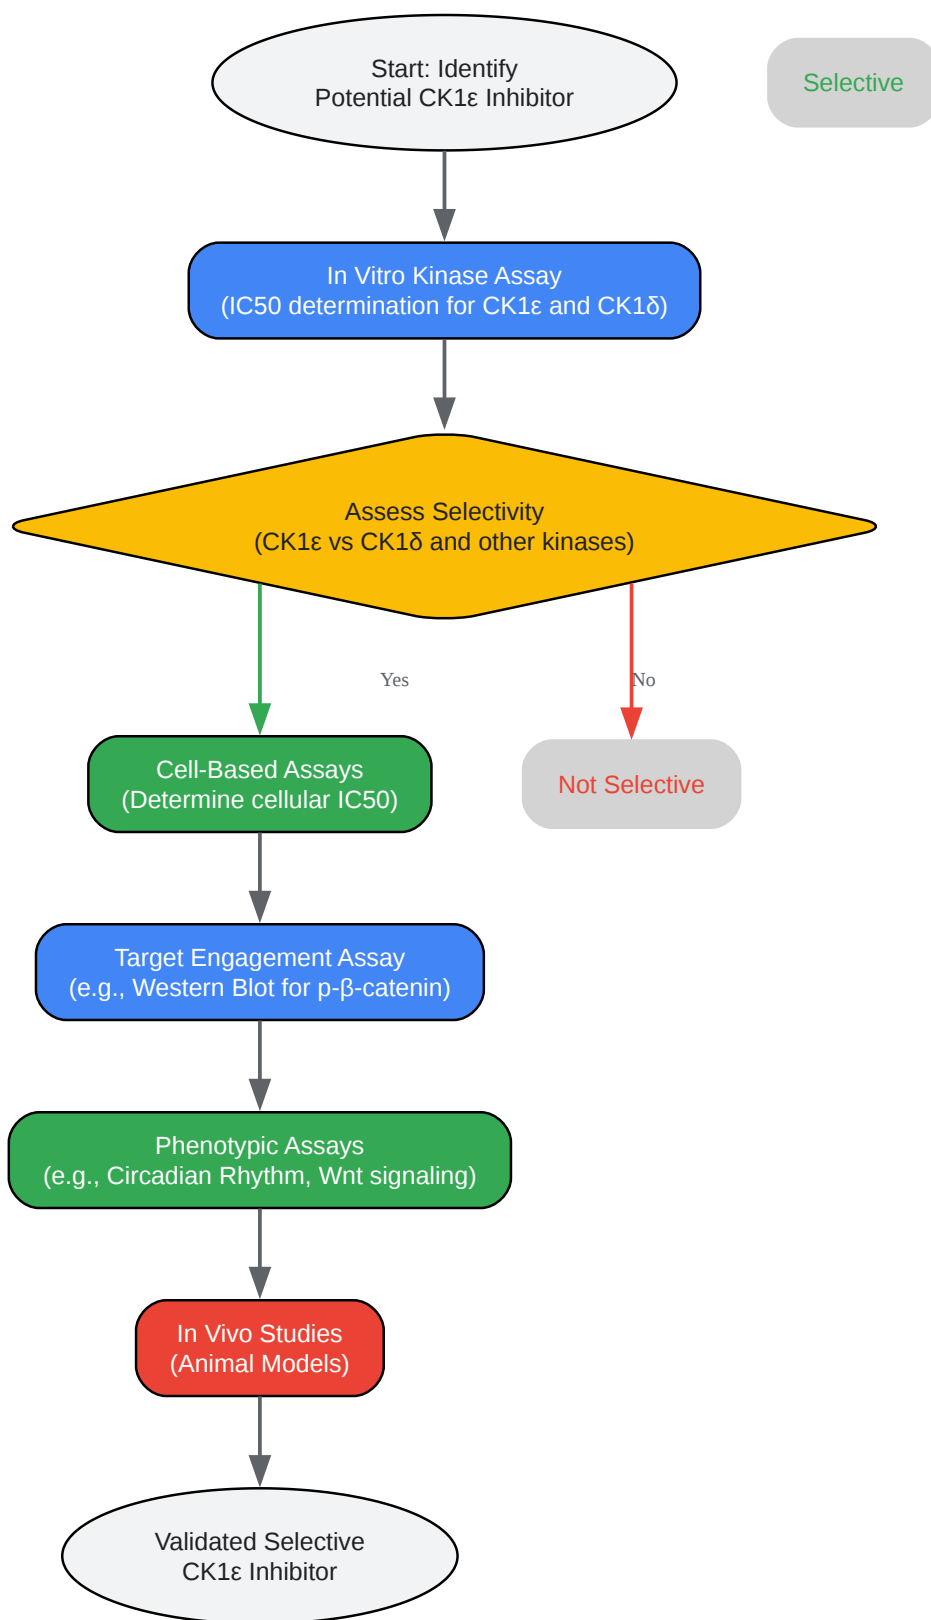 Start: Identify
Potential CK1ε Inhibitor
Selective
In Vitro Kinase Assay
(IC50 determination for CK1ε and CK1δ)
Assess Selectivity
(CK1ε vs CK1δ and other kinases)
Yes
No
Cell-Based Assays
(Determine cellular IC50)
Not Selective
Target Engagement Assay
(e.g., Western Blot for p-β-catenin)
Phenotypic Assays
(e.g., Circadian Rhythm, Wnt signaling)
In Vivo Studies
(Animal Models)
Validated Selective
CK1ε Inhibitor